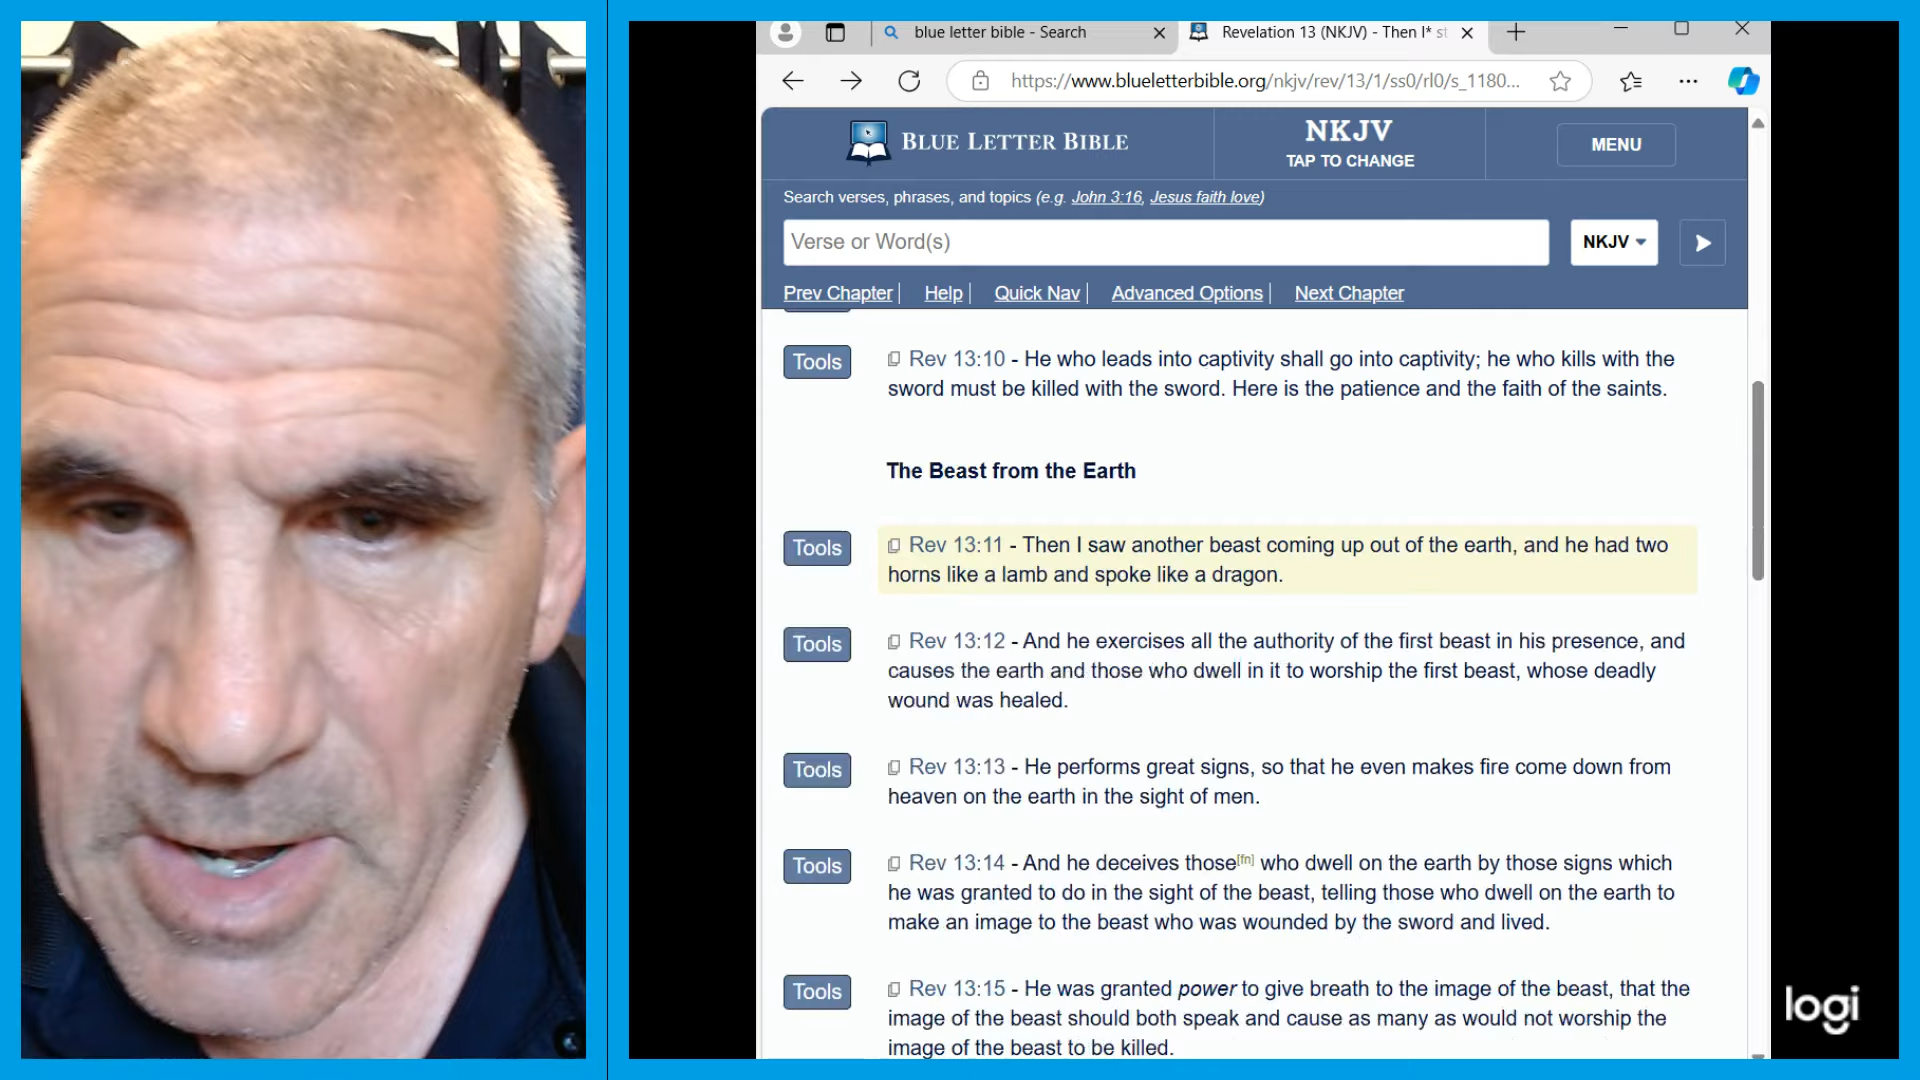 blue letter bible - Search
Revelation 13 (NKJV) - Then I* st
https://www.blueletterbible.org/nkjv/rev/13/1/ss0/rl0/s_1180...
BLUE LETTER BIBLE
NKJV
TAP TO CHANGE
MENU
Search verses, phrases, and topics (e.g. John 3:16, Jesus faith love)
Verse or Word(s)
NKJV
Prev Chapter | Help | Quick Nav | Advanced Options | Next Chapter
Tools
Rev 13:10 - He who leads into captivity shall go into captivity; he who kills with the
sword must be killed with the sword. Here is the patience and the faith of the saints.
The Beast from the Earth
Tools
Rev 13:11 - Then I saw another beast coming up out of the earth, and he had two
horns like a lamb and spoke like a dragon.
Tools
Rev 13:12 - And he exercises all the authority of the first beast in his presence, and
causes the earth and those who dwell in it to worship the first beast, whose deadly
wound was healed.
Tools
Rev 13:13 - He performs great signs, so that he even makes fire come down from
heaven on the earth in the sight of men.
Tools
Rev 13:14 - And he deceives those[fn] who dwell on the earth by those signs which
he was granted to do in the sight of the beast, telling those who dwell on the earth to
make an image to the beast who was wounded by the sword and lived.
Tools
Rev 13:15 - He was granted power to give breath to the image of the beast, that the
image of the beast should both speak and cause as many as would not worship the
image of the beast to be killed.
logi